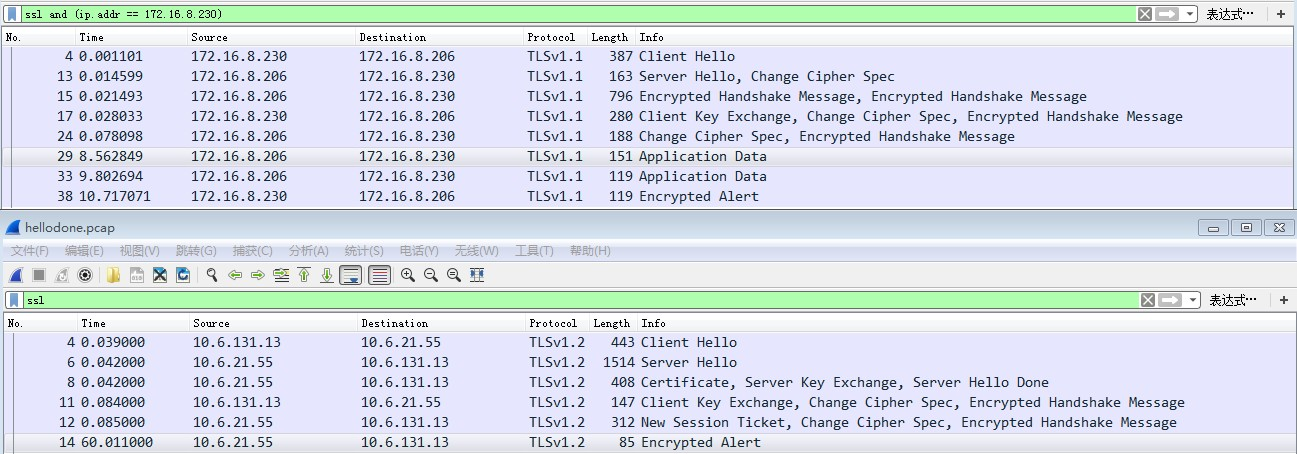 ssl and (ip.addr == 172.16.8.230) 表达式… +
No. Time Source Destination Protocol Length Info
4 0.001101 172.16.8.230 172.16.8.206 TLSv1.1 387 Client Hello
13 0.014599 172.16.8.206 172.16.8.230 TLSv1.1 163 Server Hello, Change Cipher Spec
15 0.021493 172.16.8.206 172.16.8.230 TLSv1.1 796 Encrypted Handshake Message, Encrypted Handshake Message
17 0.028033 172.16.8.230 172.16.8.206 TLSv1.1 280 Client Key Exchange, Change Cipher Spec, Encrypted Handshake Message
24 0.078098 172.16.8.206 172.16.8.230 TLSv1.1 188 Change Cipher Spec, Encrypted Handshake Message
29 8.562849 172.16.8.206 172.16.8.230 TLSv1.1 151 Application Data
33 9.802694 172.16.8.206 172.16.8.230 TLSv1.1 119 Application Data
38 10.717071 172.16.8.206 172.16.8.230 TLSv1.1 119 Encrypted Alert
hellodone.pcap
文件(F) 编辑(E) 视图(V) 跳转(G) 捕获(C) 分析(A) 统计(S) 电话(Y) 无线(W) 工具(T) 帮助(H)
ssl 表达式… +
No. Time Source Destination Protocol Length Info
4 0.039000 10.6.131.13 10.6.21.55 TLSv1.2 443 Client Hello
6 0.042000 10.6.21.55 10.6.131.13 TLSv1.2 1514 Server Hello
8 0.042000 10.6.21.55 10.6.131.13 TLSv1.2 408 Certificate, Server Key Exchange, Server Hello Done
11 0.084000 10.6.131.13 10.6.21.55 TLSv1.2 147 Client Key Exchange, Change Cipher Spec, Encrypted Handshake Message
12 0.085000 10.6.21.55 10.6.131.13 TLSv1.2 312 New Session Ticket, Change Cipher Spec, Encrypted Handshake Message
14 60.011000 10.6.21.55 10.6.131.13 TLSv1.2 85 Encrypted Alert